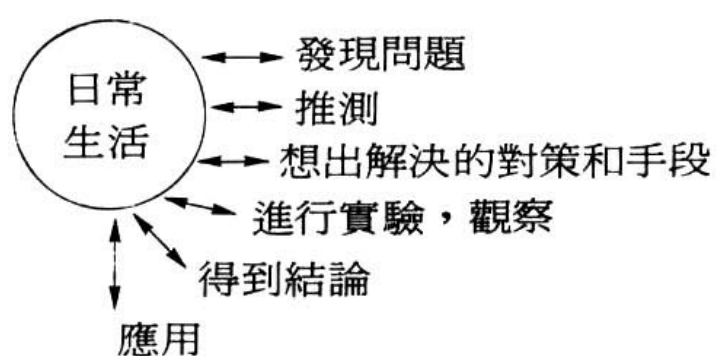 日常
生活
發現問題
推測
想出解決的對策和手段
進行實驗，觀察
得到結論
應用